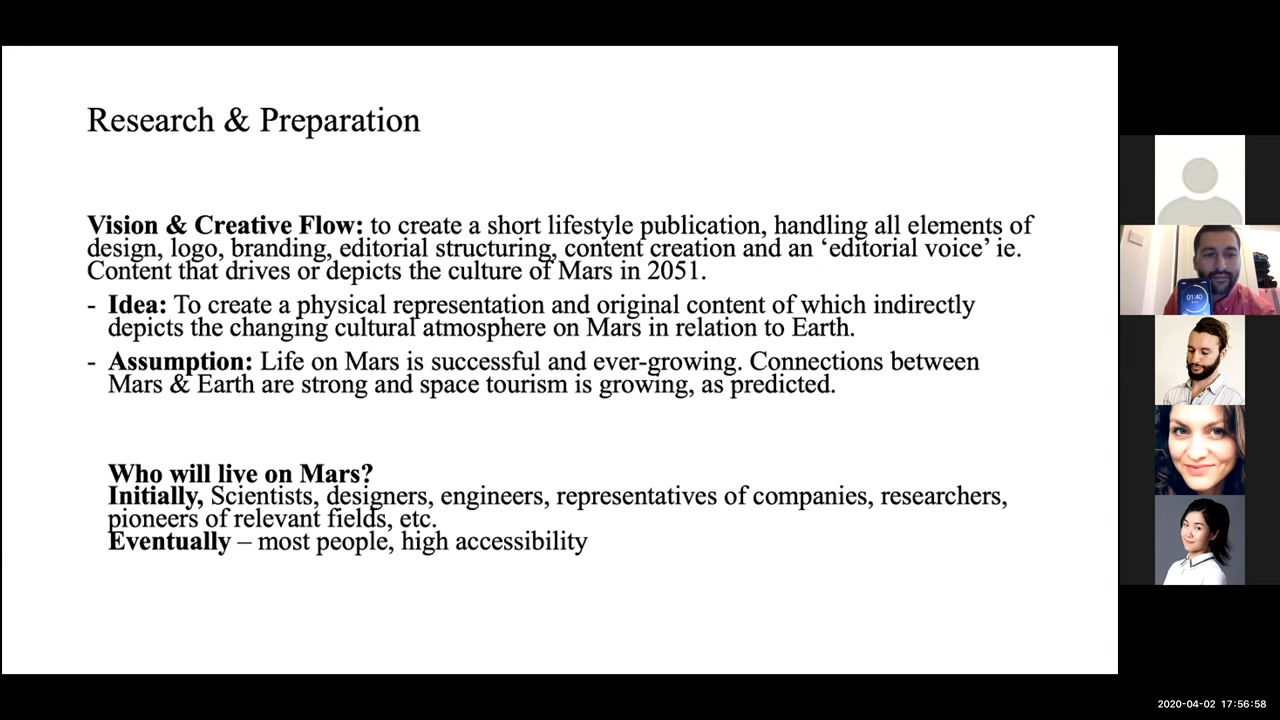 Research & Preparation
Vision & Creative Flow: to create a short lifestyle publication, handling all elements of
design, logo, branding, editorial structuring, content creation and an ‘editorial voice’ ie.
Content that drives or depicts the culture of Mars in 2051.
- Idea: To create a physical representation and original content of which indirectly
depicts the changing cultural atmosphere on Mars in relation to Earth.
- Assumption: Life on Mars is successful and ever-growing. Connections between
Mars & Earth are strong and space tourism is growing, as predicted.
Who will live on Mars?
Initially, Scientists, designers, engineers, representatives of companies, researchers,
pioneers of relevant fields, etc.
Eventually – most people, high accessibility
01:40
2020-04-02 17:56:58